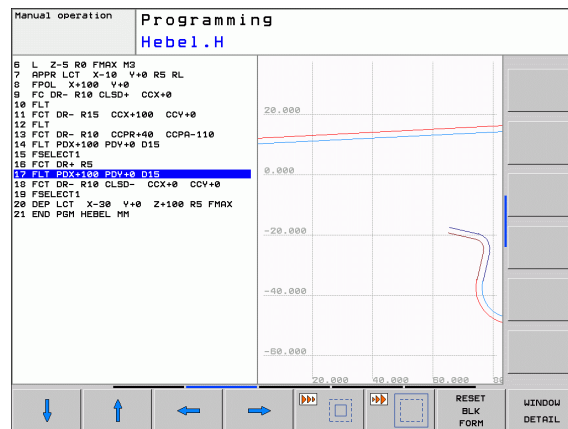 Manual operation
Programming
Hebel.H
6 L Z-5 R0 FMAX M3
7 APPR LCT X-10 Y+0 R5 RL
8 FPOL X+100 Y+0
9 FC DR- R10 CLSD+ CCX+0
10 FLT
11 FCT DR- R15 CCX+100 CCY+0
12 FLT
13 FCT DR- R10 CCPR+40 CCPA-110
14 FLT PDX+100 PDY+0 D15
15 FSELECT1
16 FCT DR+ R5
17 FLT PDX+100 PDY+0 D15
18 FCT DR- R10 CLSD- CCX+0 CCY+0
19 FSELECT1
20 DEP LCT X-30 Y+0 Z+100 R5 FMAX
21 END PGM HEBEL MM
20.000
0.000
-20.000
-40.000
-60.000
20.000 40.000 60.000
RESET
BLK
FORM
WINDOW
DETAIL